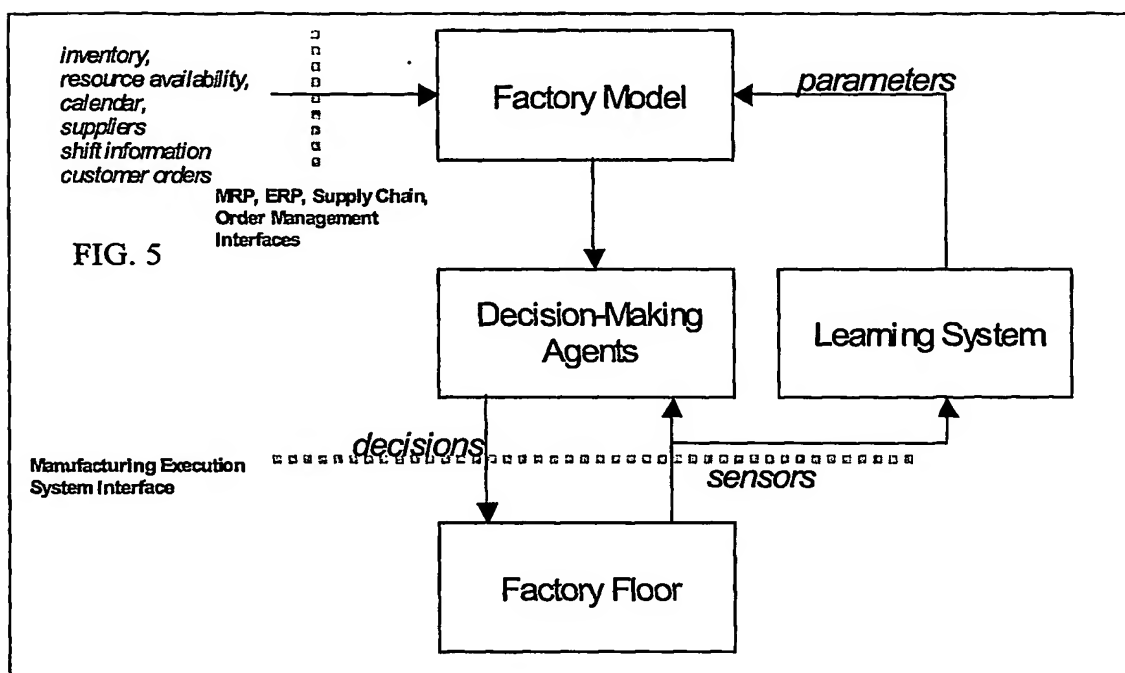 inventory,
resource availability,
calendar,
suppliers
shift information
customer orders
MRP, ERP, Supply Chain,
Order Management
Interfaces
FIG. 5
Factory Model
parameters
Decision-Making
Agents
Learning System
decisions
Manufacturing Execution
System Interface
sensors
Factory Floor